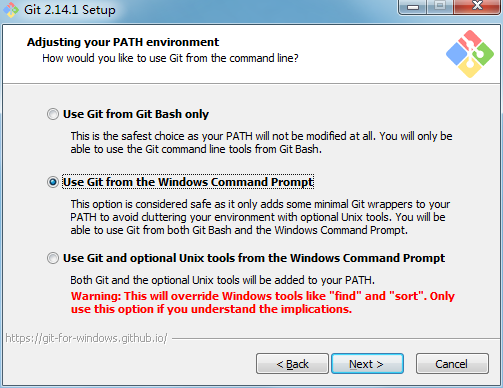 Git 2.14.1 Setup
Adjusting your PATH environment
How would you like to use Git from the command line?
Use Git from Git Bash only
This is the safest choice as your PATH will not be modified at all. You will only be
able to use the Git command line tools from Git Bash.
Use Git from the Windows Command Prompt
This option is considered safe as it only adds some minimal Git wrappers to your
PATH to avoid cluttering your environment with optional Unix tools. You will be
able to use Git from both Git Bash and the Windows Command Prompt.
Use Git and optional Unix tools from the Windows Command Prompt
Both Git and the optional Unix tools will be added to your PATH.
Warning: This will override Windows tools like "find" and "sort". Only
use this option if you understand the implications.
https://git-for-windows.github.io/
< Back
Next >
Cancel